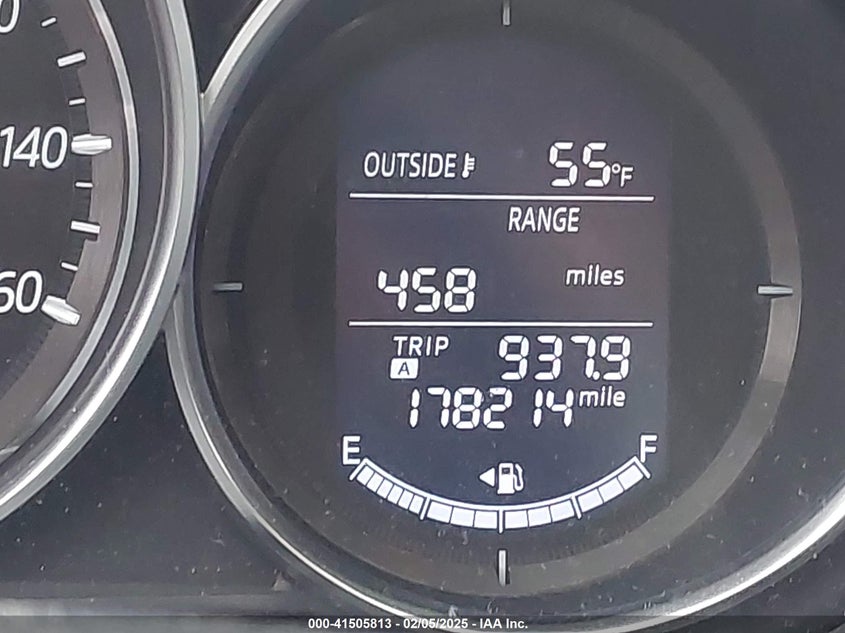 0
140
60
OUTSIDE 55°F
RANGE
458 miles
TRIP A 937.9
178214 mile
E F
000-41505813 - 02/05/2025 - IAA Inc.